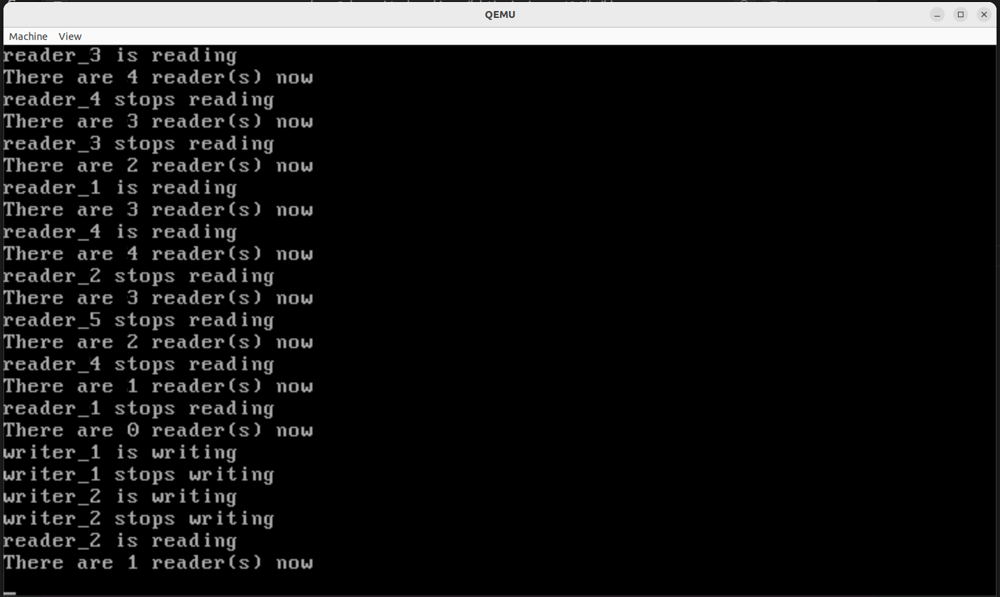 QEMU
Machine View
reader_3 is reading
There are 4 reader(s) now
reader_4 stops reading
There are 3 reader(s) now
reader_3 stops reading
There are 2 reader(s) now
reader_1 is reading
There are 3 reader(s) now
reader_4 is reading
There are 4 reader(s) now
reader_2 stops reading
There are 3 reader(s) now
reader_5 stops reading
There are 2 reader(s) now
reader_4 stops reading
There are 1 reader(s) now
reader_1 stops reading
There are 0 reader(s) now
writer_1 is writing
writer_1 stops writing
writer_2 is writing
writer_2 stops writing
reader_2 is reading
There are 1 reader(s) now